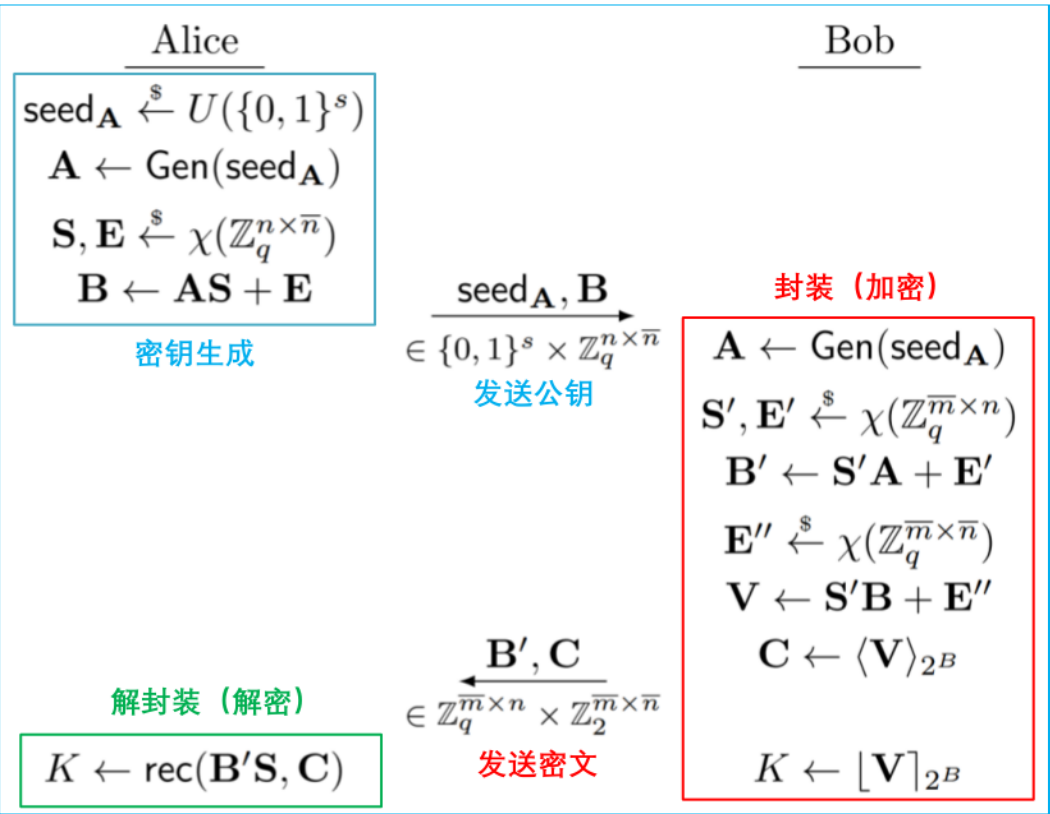 Alice
Bob
seed_A ←$ U({0, 1}^s)
A ← Gen(seed_A)
S, E ←$ χ(ℤ_q^{n×n̅})
B ← AS + E
密钥生成
seed_A, B
∈ {0, 1}^s × ℤ_q^{n×n̅}
发送公钥
封装（加密）
A ← Gen(seed_A)
S′, E′ ←$ χ(ℤ_q^{m̅×n})
B′ ← S′A + E′
E″ ←$ χ(ℤ_q^{m̅×n̅})
V ← S′B + E″
C ← ⟨V⟩_{2^B}
B′, C
∈ ℤ_q^{m̅×n} × ℤ_2^{m̅×n̅}
发送密文
K ← ⌊V⌉_{2^B}
解封装（解密）
K ← rec(B′S, C)